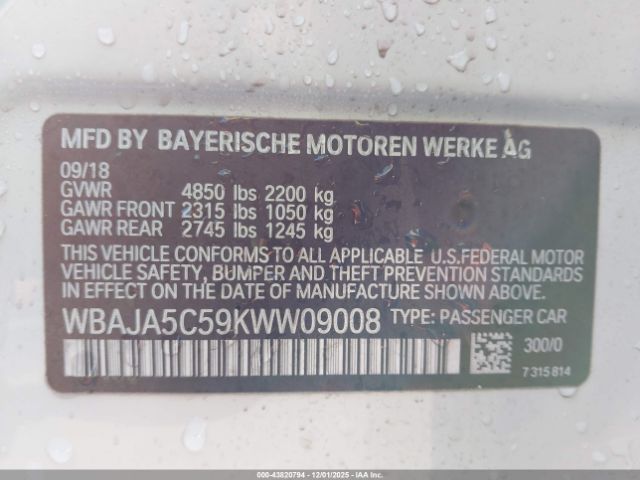 MFD BY BAYERISCHE MOTOREN WERKE AG
09/18
GVWR 4850 lbs 2200 kg
GAWR FRONT 2315 lbs 1050 kg
GAWR REAR 2745 lbs 1245 kg
THIS VEHICLE CONFORMS TO ALL APPLICABLE U.S.FEDERAL MOTOR
VEHICLE SAFETY, BUMPER AND THEFT PREVENTION STANDARDS
IN EFFECT ON THE DATE OF MANUFACTURE SHOWN ABOVE.
WBAJA5C59KWW09008 TYPE: PASSENGER CAR
300/0
7 315 814
000-43820794 - 12/01/2025 - COPYRIGHT IAA, LLC.